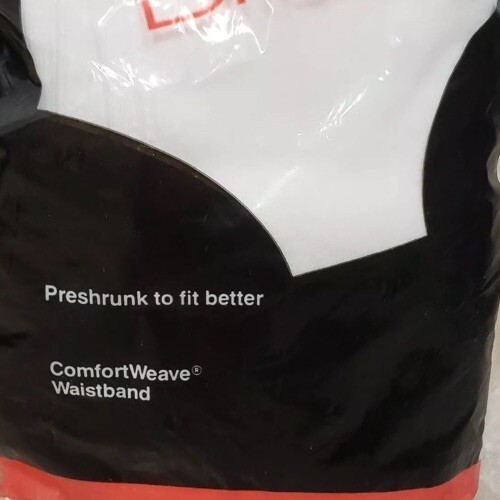 Preshrunk to fit better
ComfortWeave®
Waistband